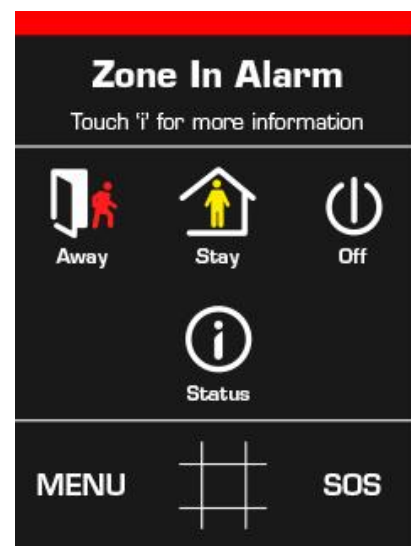 Zone In Alarm
Touch 'i' for more information
Away Stay Off
i
Status
MENU SOS